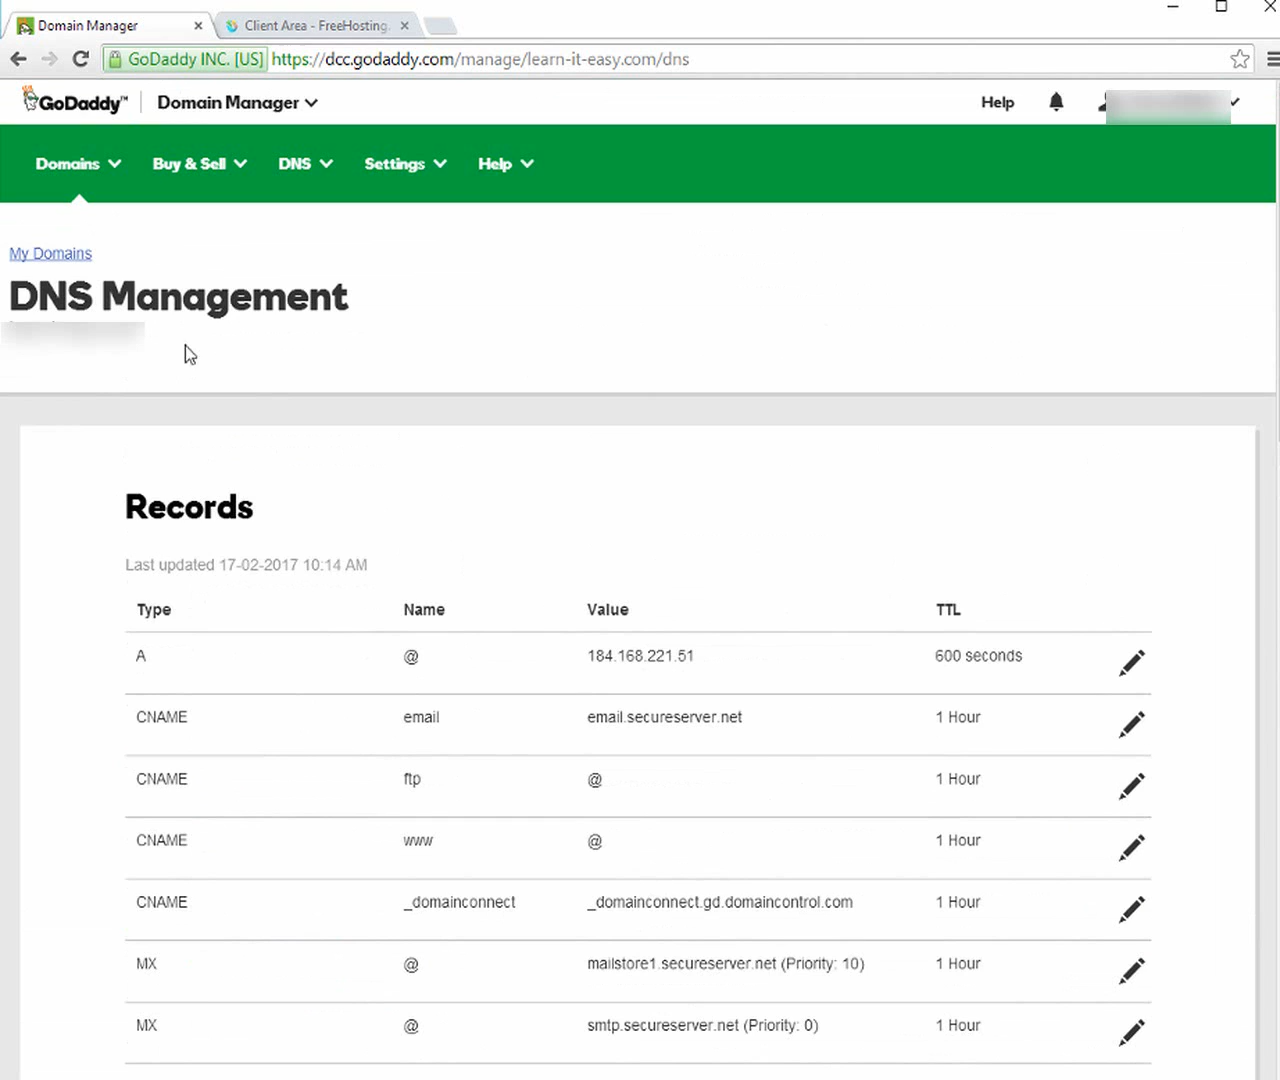 Domain Manager
Client Area - FreeHosting.
GoDaddy INC. [US] https://dcc.godaddy.com/manage/learn-it-easy.com/dns
GoDaddy™ Domain Manager Help
Domains Buy & Sell DNS Settings Help
My Domains
DNS Management
Records
Last updated 17-02-2017 10:14 AM
Type Name Value TTL
A @ 184.168.221.51 600 seconds
CNAME email email.secureserver.net 1 Hour
CNAME ftp @ 1 Hour
CNAME www @ 1 Hour
CNAME _domainconnect _domainconnect.gd.domaincontrol.com 1 Hour
MX @ mailstore1.secureserver.net (Priority: 10) 1 Hour
MX @ smtp.secureserver.net (Priority: 0) 1 Hour